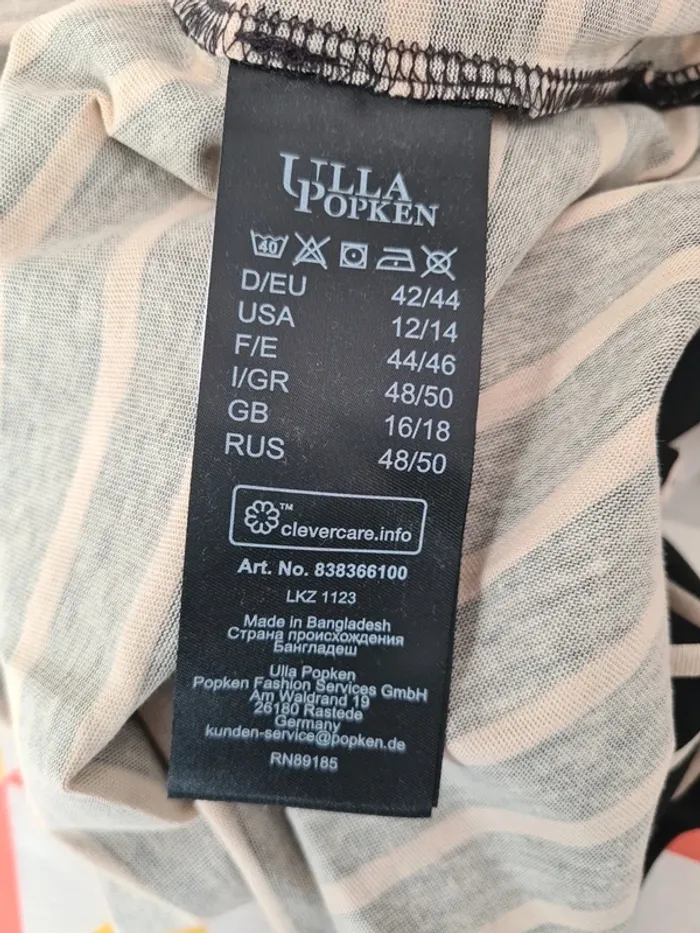 ULLA
POPKEN
40
D/EU 42/44
USA 12/14
F/E 44/46
I/GR 48/50
GB 16/18
RUS 48/50
™
clevercare.info
Art. No. 838366100
LKZ 1123
Made in Bangladesh
Страна происхождения
Бангладеш
Ulla Popken
Popken Fashion Services GmbH
Am Waldrand 19
26180 Rastede
Germany
kunden-service@popken.de
RN89185